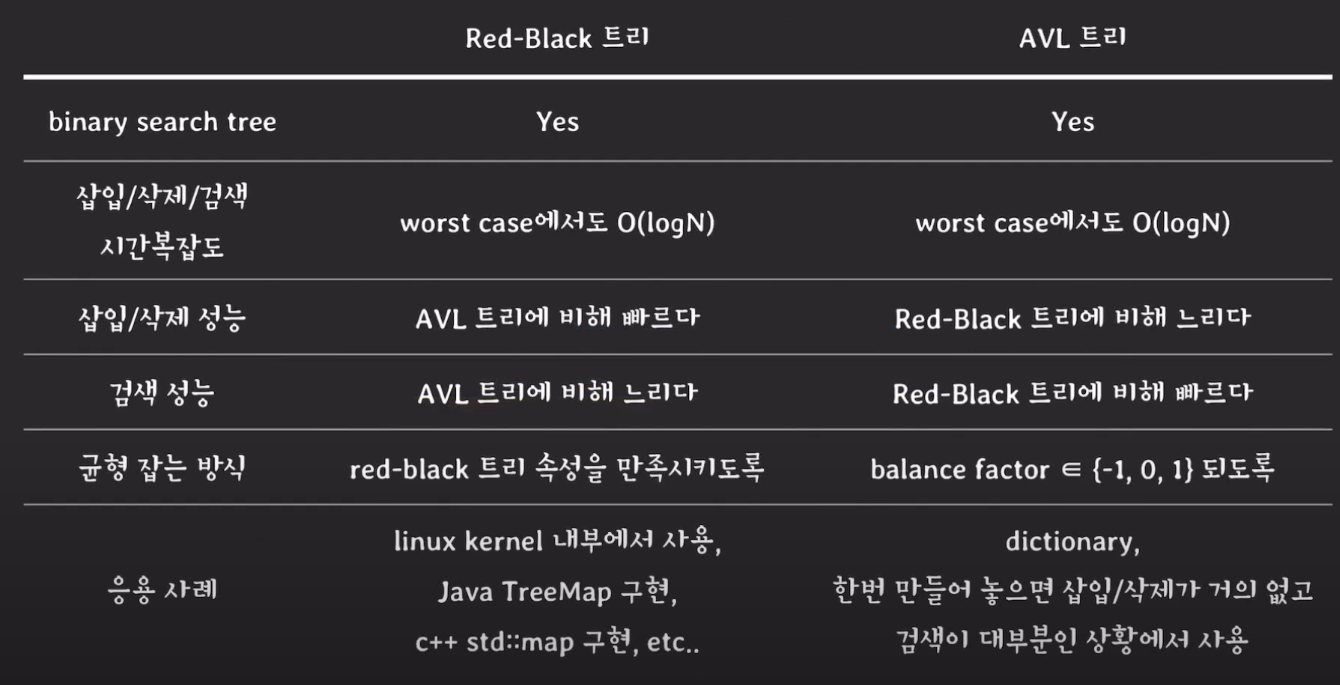 Red-Black 트리 AVL 트리
binary search tree Yes Yes
삽입/삭제/검색
시간복잡도 worst case에서도 O(logN) worst case에서도 O(logN)
삽입/삭제 성능 AVL 트리에 비해 빠르다 Red-Black 트리에 비해 느리다
검색 성능 AVL 트리에 비해 느리다 Red-Black 트리에 비해 빠르다
균형 잡는 방식 red-black 트리 속성을 만족시키도록 balance factor ∈ {-1, 0, 1} 되도록
응용 사례
linux kernel 내부에서 사용,
Java TreeMap 구현,
c++ std::map 구현, etc..
dictionary,
한번 만들어 놓으면 삽입/삭제가 거의 없고
검색이 대부분인 상황에서 사용